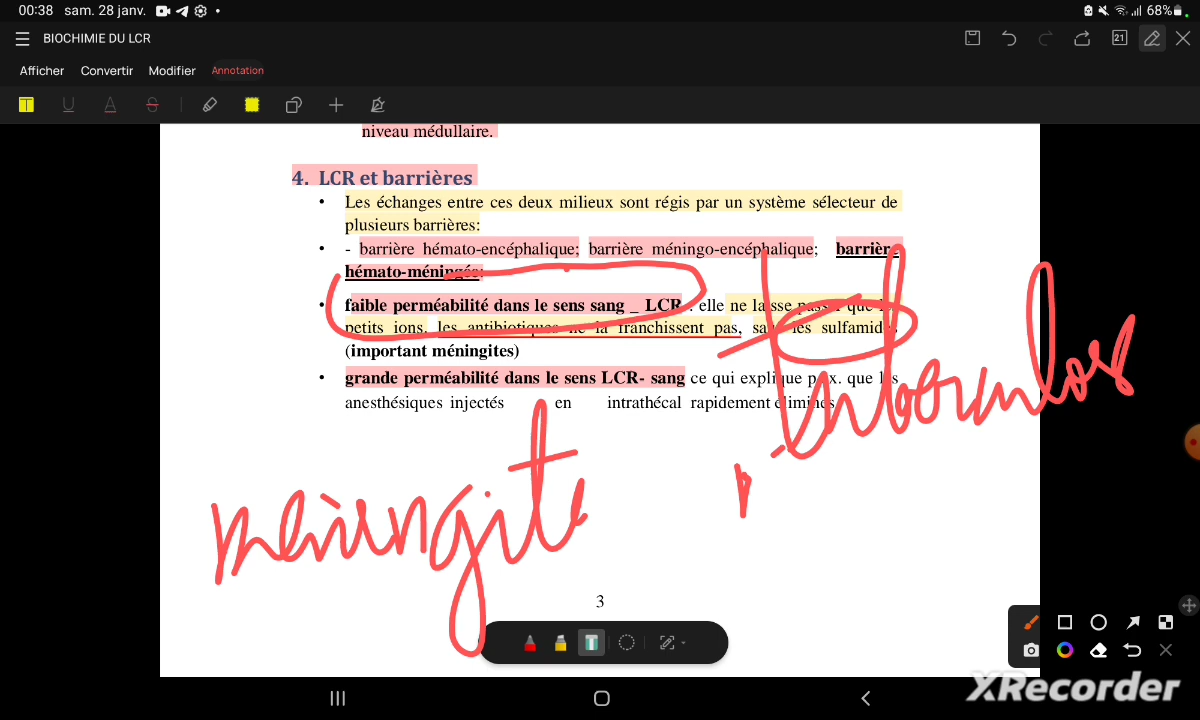 00:38 sam. 28 janv. 68%
BIOCHIMIE DU LCR 21
Afficher Convertir Modifier Annotation
niveau médullaire.
4. LCR et barrières
• Les échanges entre ces deux milieux sont régis par un système sélecteur de
plusieurs barrières:
• - barrière hémato-encéphalique; barrière méningo-encéphalique; barrière
hémato-méningée:
• faible perméabilité dans le sens sang _ LCR : elle ne laisse passer que les
petits ions, les antibiotiques ne la franchissent pas, sauf les sulfamides
(important méningites)
• grande perméabilité dans le sens LCR- sang ce qui explique p. ex. que les
anesthésiques injectés en intrathécal rapidement éliminés
méningite
3
XRecorder